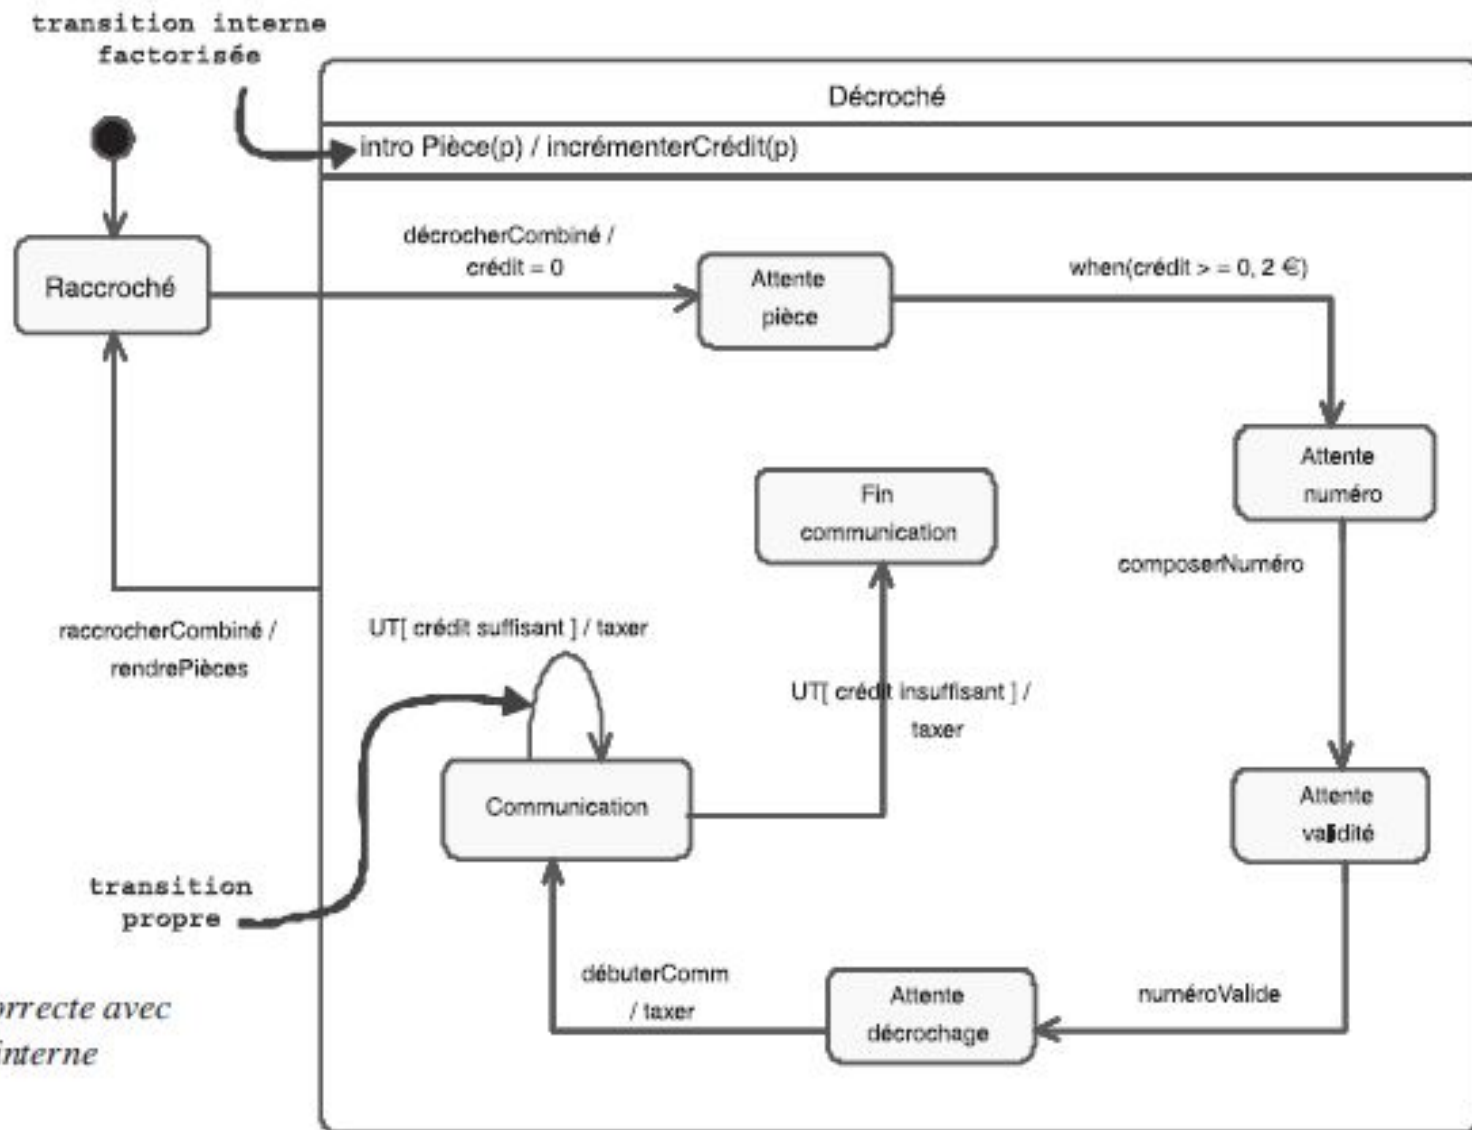 transition interne
factorisée
Décroché
intro Pièce(p) / incrémenterCrédit(p)
décrocherCombiné /
crédit = 0
Raccroché
Attente
pièce
when(crédit > = 0, 2 €)
Attente
numéro
Fin
communication
composerNuméro
raccrocherCombiné /
rendrePièces
UT[ crédit suffisant ] / taxer
UT[ crédit insuffisant ] /
taxer
Communication
Attente
validité
transition
propre
débuterComm
/ taxer
Attente
décrochage
numéroValide
orrecte avec
interne